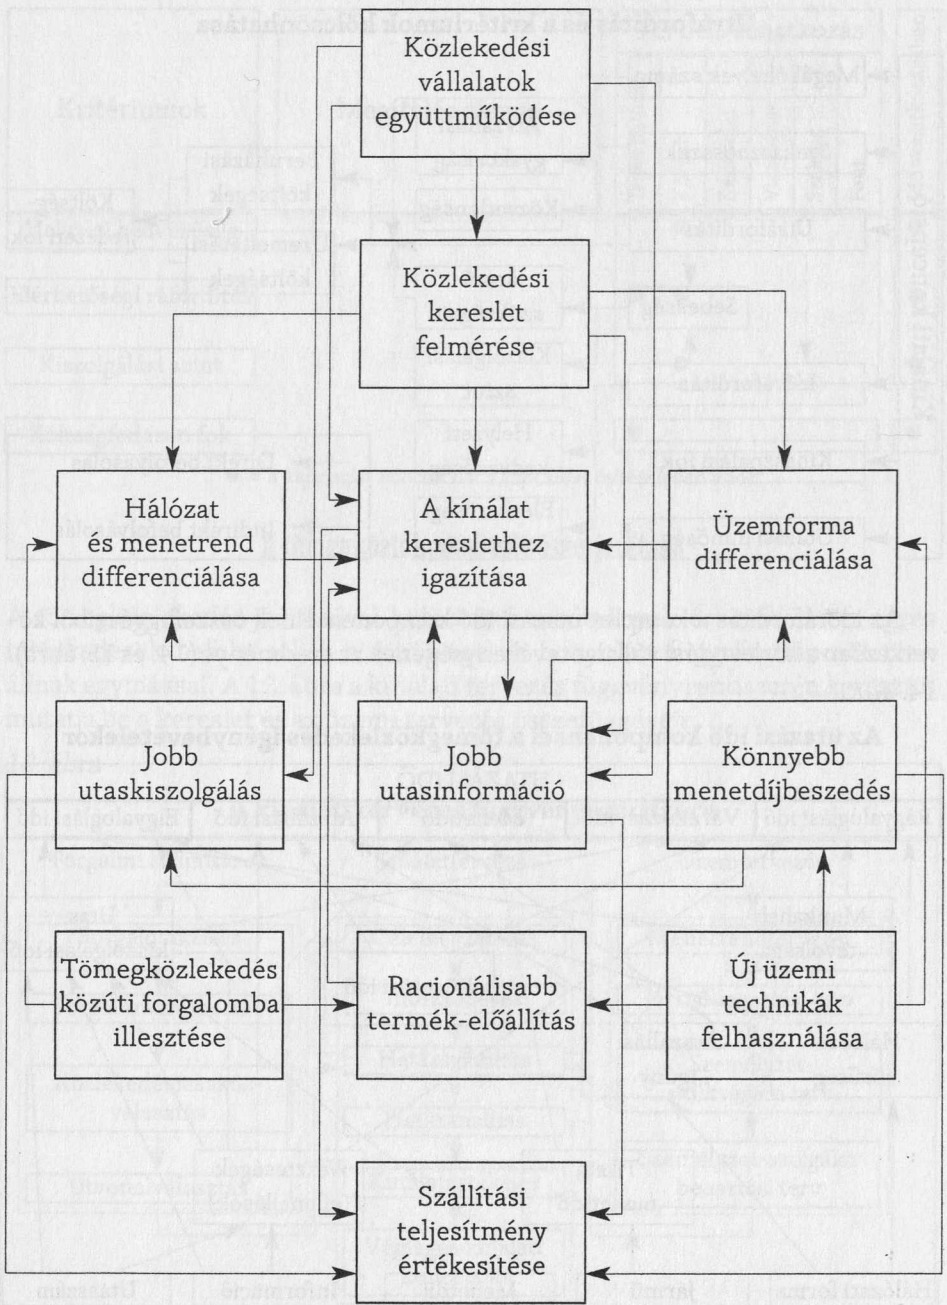 Közlekedési
vállalatok
együttműködése
Közlekedési
kereslet
felmérése
Hálózat
és menetrend
differenciálása
A kínálat
kereslethez
igazítása
Üzemforma
differenciálása
Jobb
utaskiszolgálás
Jobb
utasinformáció
Könnyebb
menetdíjbeszedés
Tömegközlekedés
közúti forgalomba
illesztése
Racionálisabb
termék-előállítás
Új üzemi
technikák
felhasználása
Szállítási
teljesítmény
értékesítése